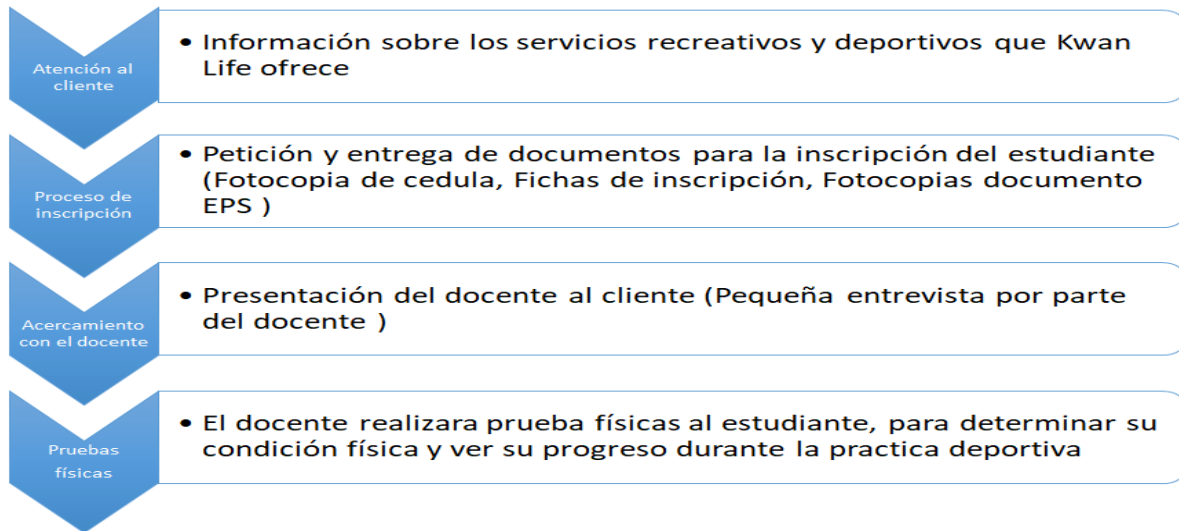 Atención al
cliente
• Información sobre los servicios recreativos y deportivos que Kwan
Life ofrece
Proceso de
inscripción
• Petición y entrega de documentos para la inscripción del estudiante
(Fotocopia de cedula, Fichas de inscripción, Fotocopias documento
EPS )
Acercamiento
con el docente
• Presentación del docente al cliente (Pequeña entrevista por parte
del docente )
Pruebas
físicas
• El docente realizara prueba físicas al estudiante, para determinar su
condición física y ver su progreso durante la practica deportiva